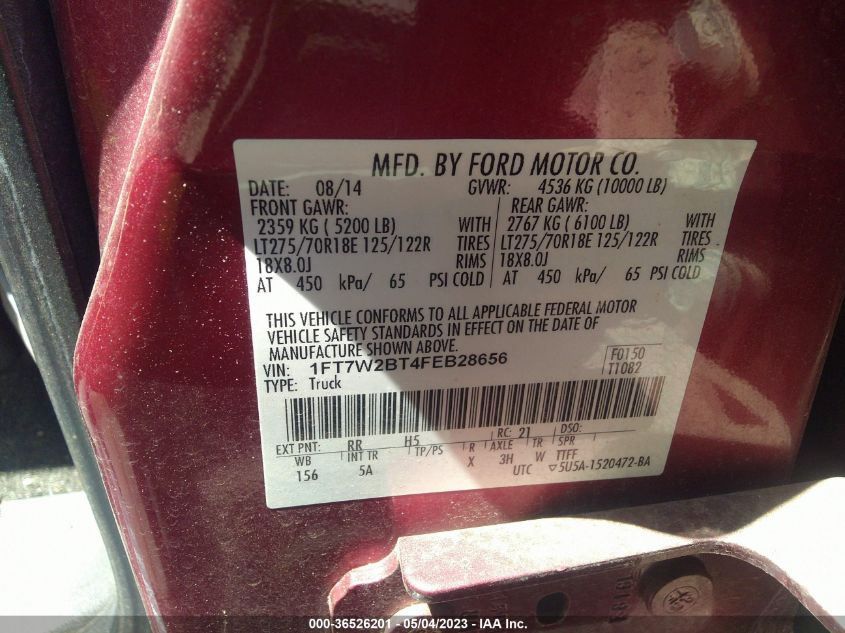 MFD. BY FORD MOTOR CO.
DATE: 08/14 GVWR: 4536 KG (10000 LB)
FRONT GAWR: REAR GAWR:
2359 KG ( 5200 LB) WITH 2767 KG ( 6100 LB) WITH
LT275/70R18E 125/122R TIRES LT275/70R18E 125/122R TIRES
18X8.0J RIMS 18X8.0J RIMS
AT 450 kPa/ 65 PSI COLD AT 450 kPa/ 65 PSI COLD
THIS VEHICLE CONFORMS TO ALL APPLICABLE FEDERAL MOTOR
VEHICLE SAFETY STANDARDS IN EFFECT ON THE DATE OF
MANUFACTURE SHOWN ABOVE.
VIN: 1FT7W2BT4FEB28656 F0150
TYPE: Truck T1082
EXT PNT: RR H5 RC: 21 DSO:
WB INT TR TP/PS R AXLE TR SPR
156 5A X 3H W TTFF
UTC ▽5U5A-1520472-BA
000-36526201 - 05/04/2023 - IAA Inc.